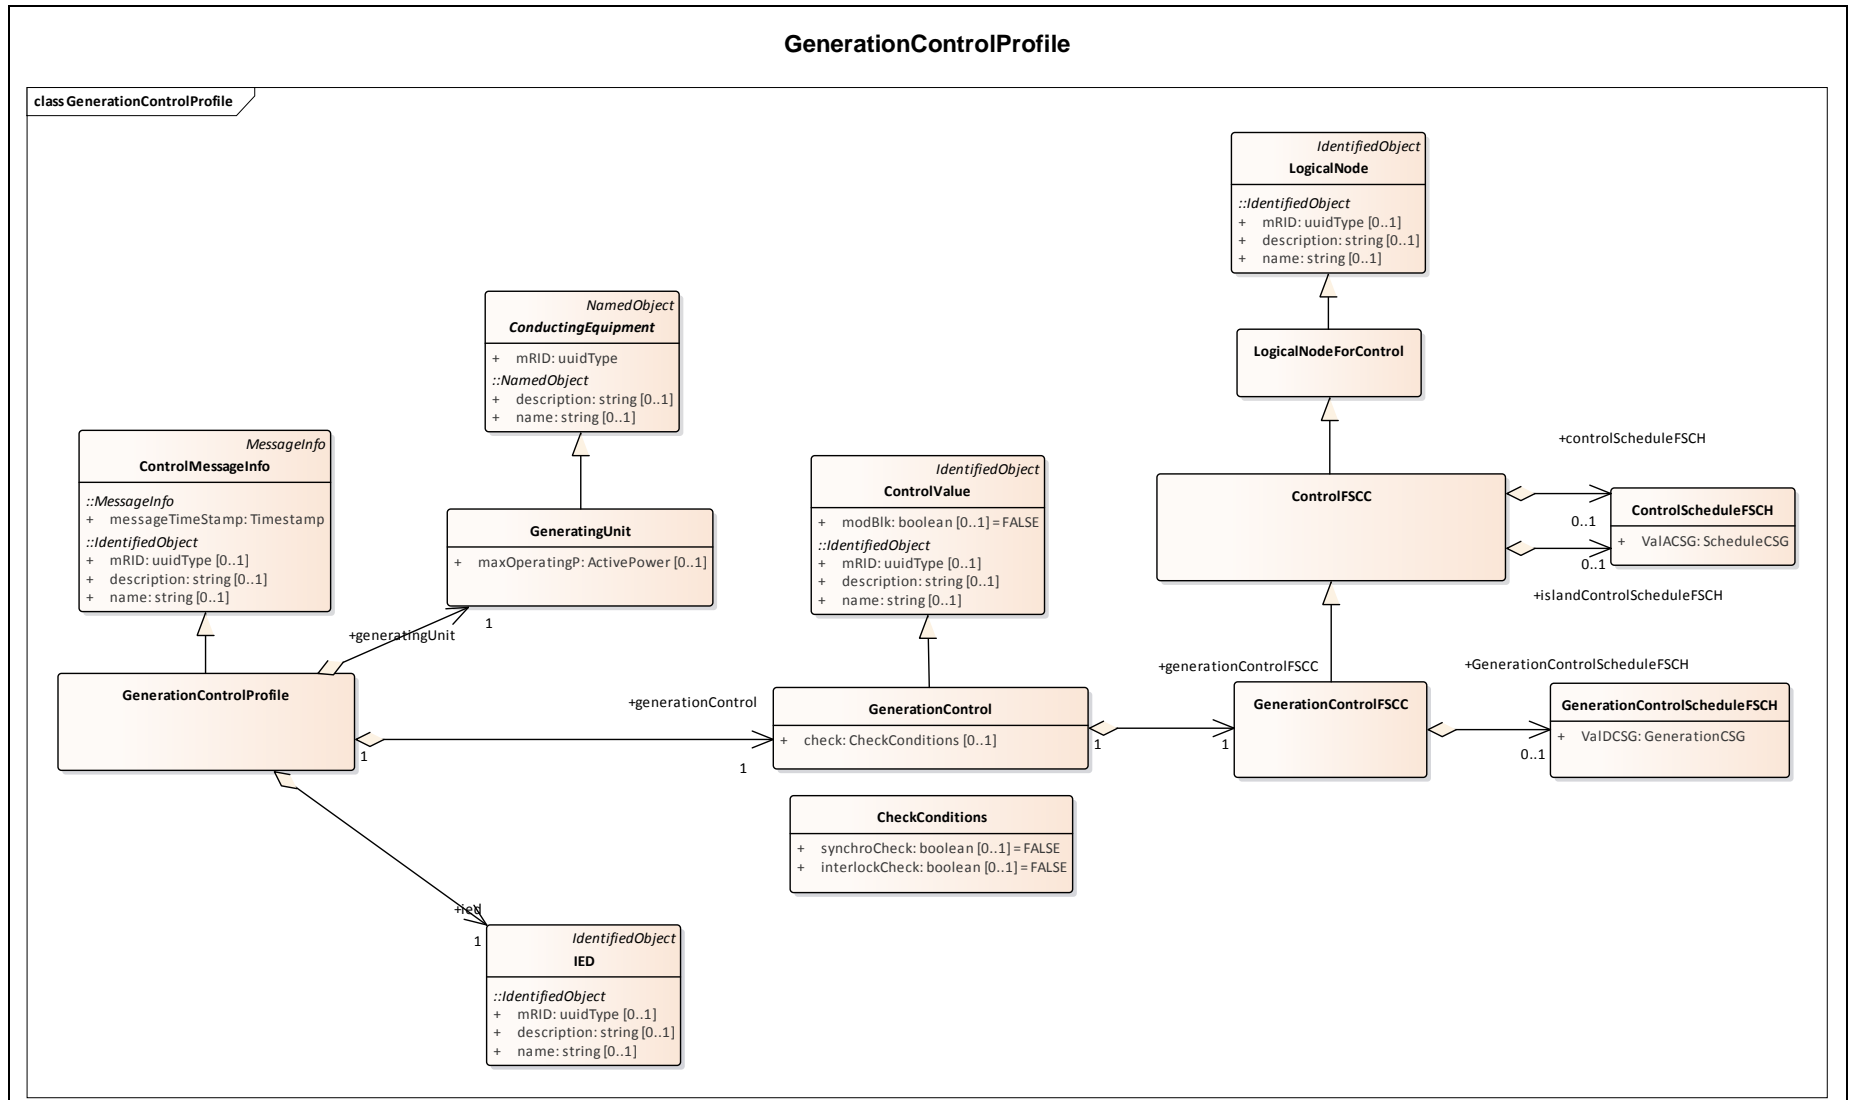 GenerationControlProfile
class GenerationControlProfile
IdentifiedObject
LogicalNode
::IdentifiedObject
+ mRID: uuidType [0..1]
+ description: string [0..1]
+ name: string [0..1]
LogicalNodeForControl
NamedObject
ConductingEquipment
+ mRID: uuidType
::NamedObject
+ description: string [0..1]
+ name: string [0..1]
MessageInfo
ControlMessageInfo
::MessageInfo
+ messageTimeStamp: Timestamp
::IdentifiedObject
+ mRID: uuidType [0..1]
+ description: string [0..1]
+ name: string [0..1]
GeneratingUnit
+ maxOperatingP: ActivePower [0..1]
+generatingUnit
1
IdentifiedObject
ControlValue
+ modBlk: boolean [0..1] = FALSE
::IdentifiedObject
+ mRID: uuidType [0..1]
+ description: string [0..1]
+ name: string [0..1]
ControlFSCC
+controlScheduleFSCH
0..1
0..1
+islandControlScheduleFSCH
ControlScheduleFSCH
+ ValACSG: ScheduleCSG
GenerationControlProfile
1
+generationControl
1
GenerationControl
+ check: CheckConditions [0..1]
1
+generationControlFSCC
1
GenerationControlFSCC
+GenerationControlScheduleFSCH
0..1
GenerationControlScheduleFSCH
+ ValDCSG: GenerationCSG
CheckConditions
+ synchroCheck: boolean [0..1] = FALSE
+ interlockCheck: boolean [0..1] = FALSE
+ied
1
IdentifiedObject
IED
::IdentifiedObject
+ mRID: uuidType [0..1]
+ description: string [0..1]
+ name: string [0..1]